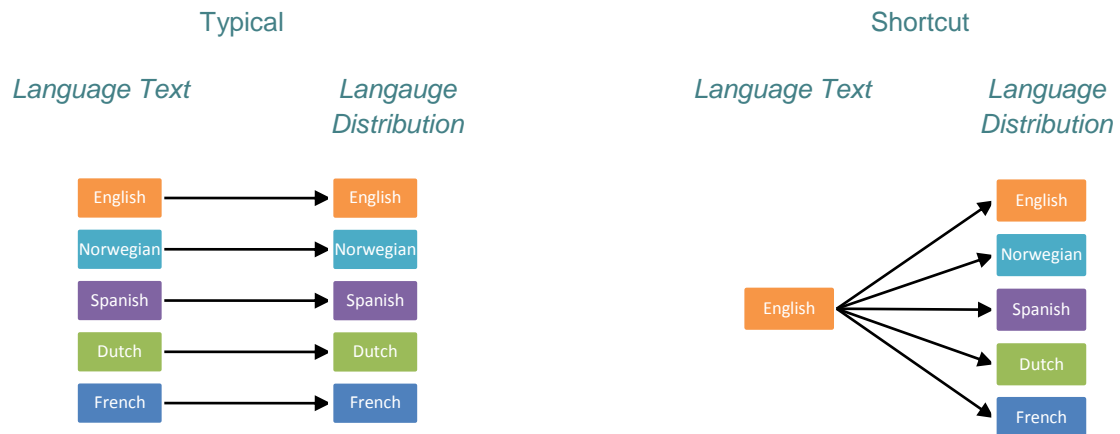 Typical
Language Text
Langauge
Distribution
English
English
Norwegian
Norwegian
Spanish
Spanish
Dutch
Dutch
French
French
Shortcut
Language Text
Language
Distribution
English
English
Norwegian
Spanish
Dutch
French